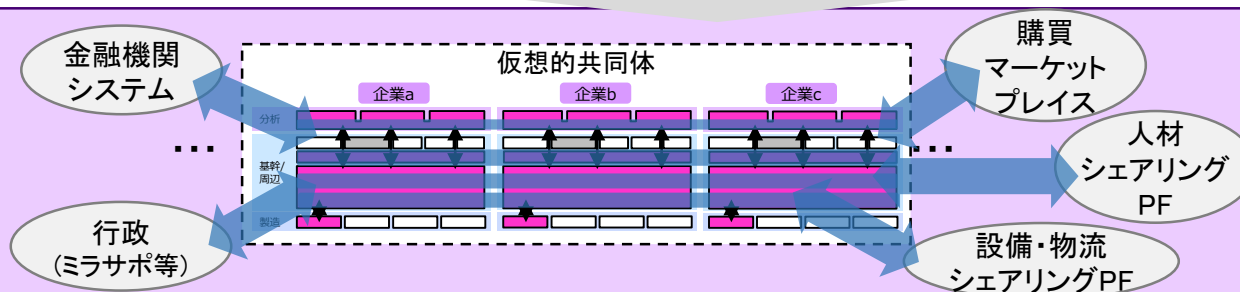 金融機関
システム
仮想的共同体
購買
マーケット
プレイス
企業a
企業b
企業c
分析
・・・
基幹/
周辺
・・・
人材
シェアリング
PF
製造
行政
(ミラサポ等)
設備・物流
シェアリングPF